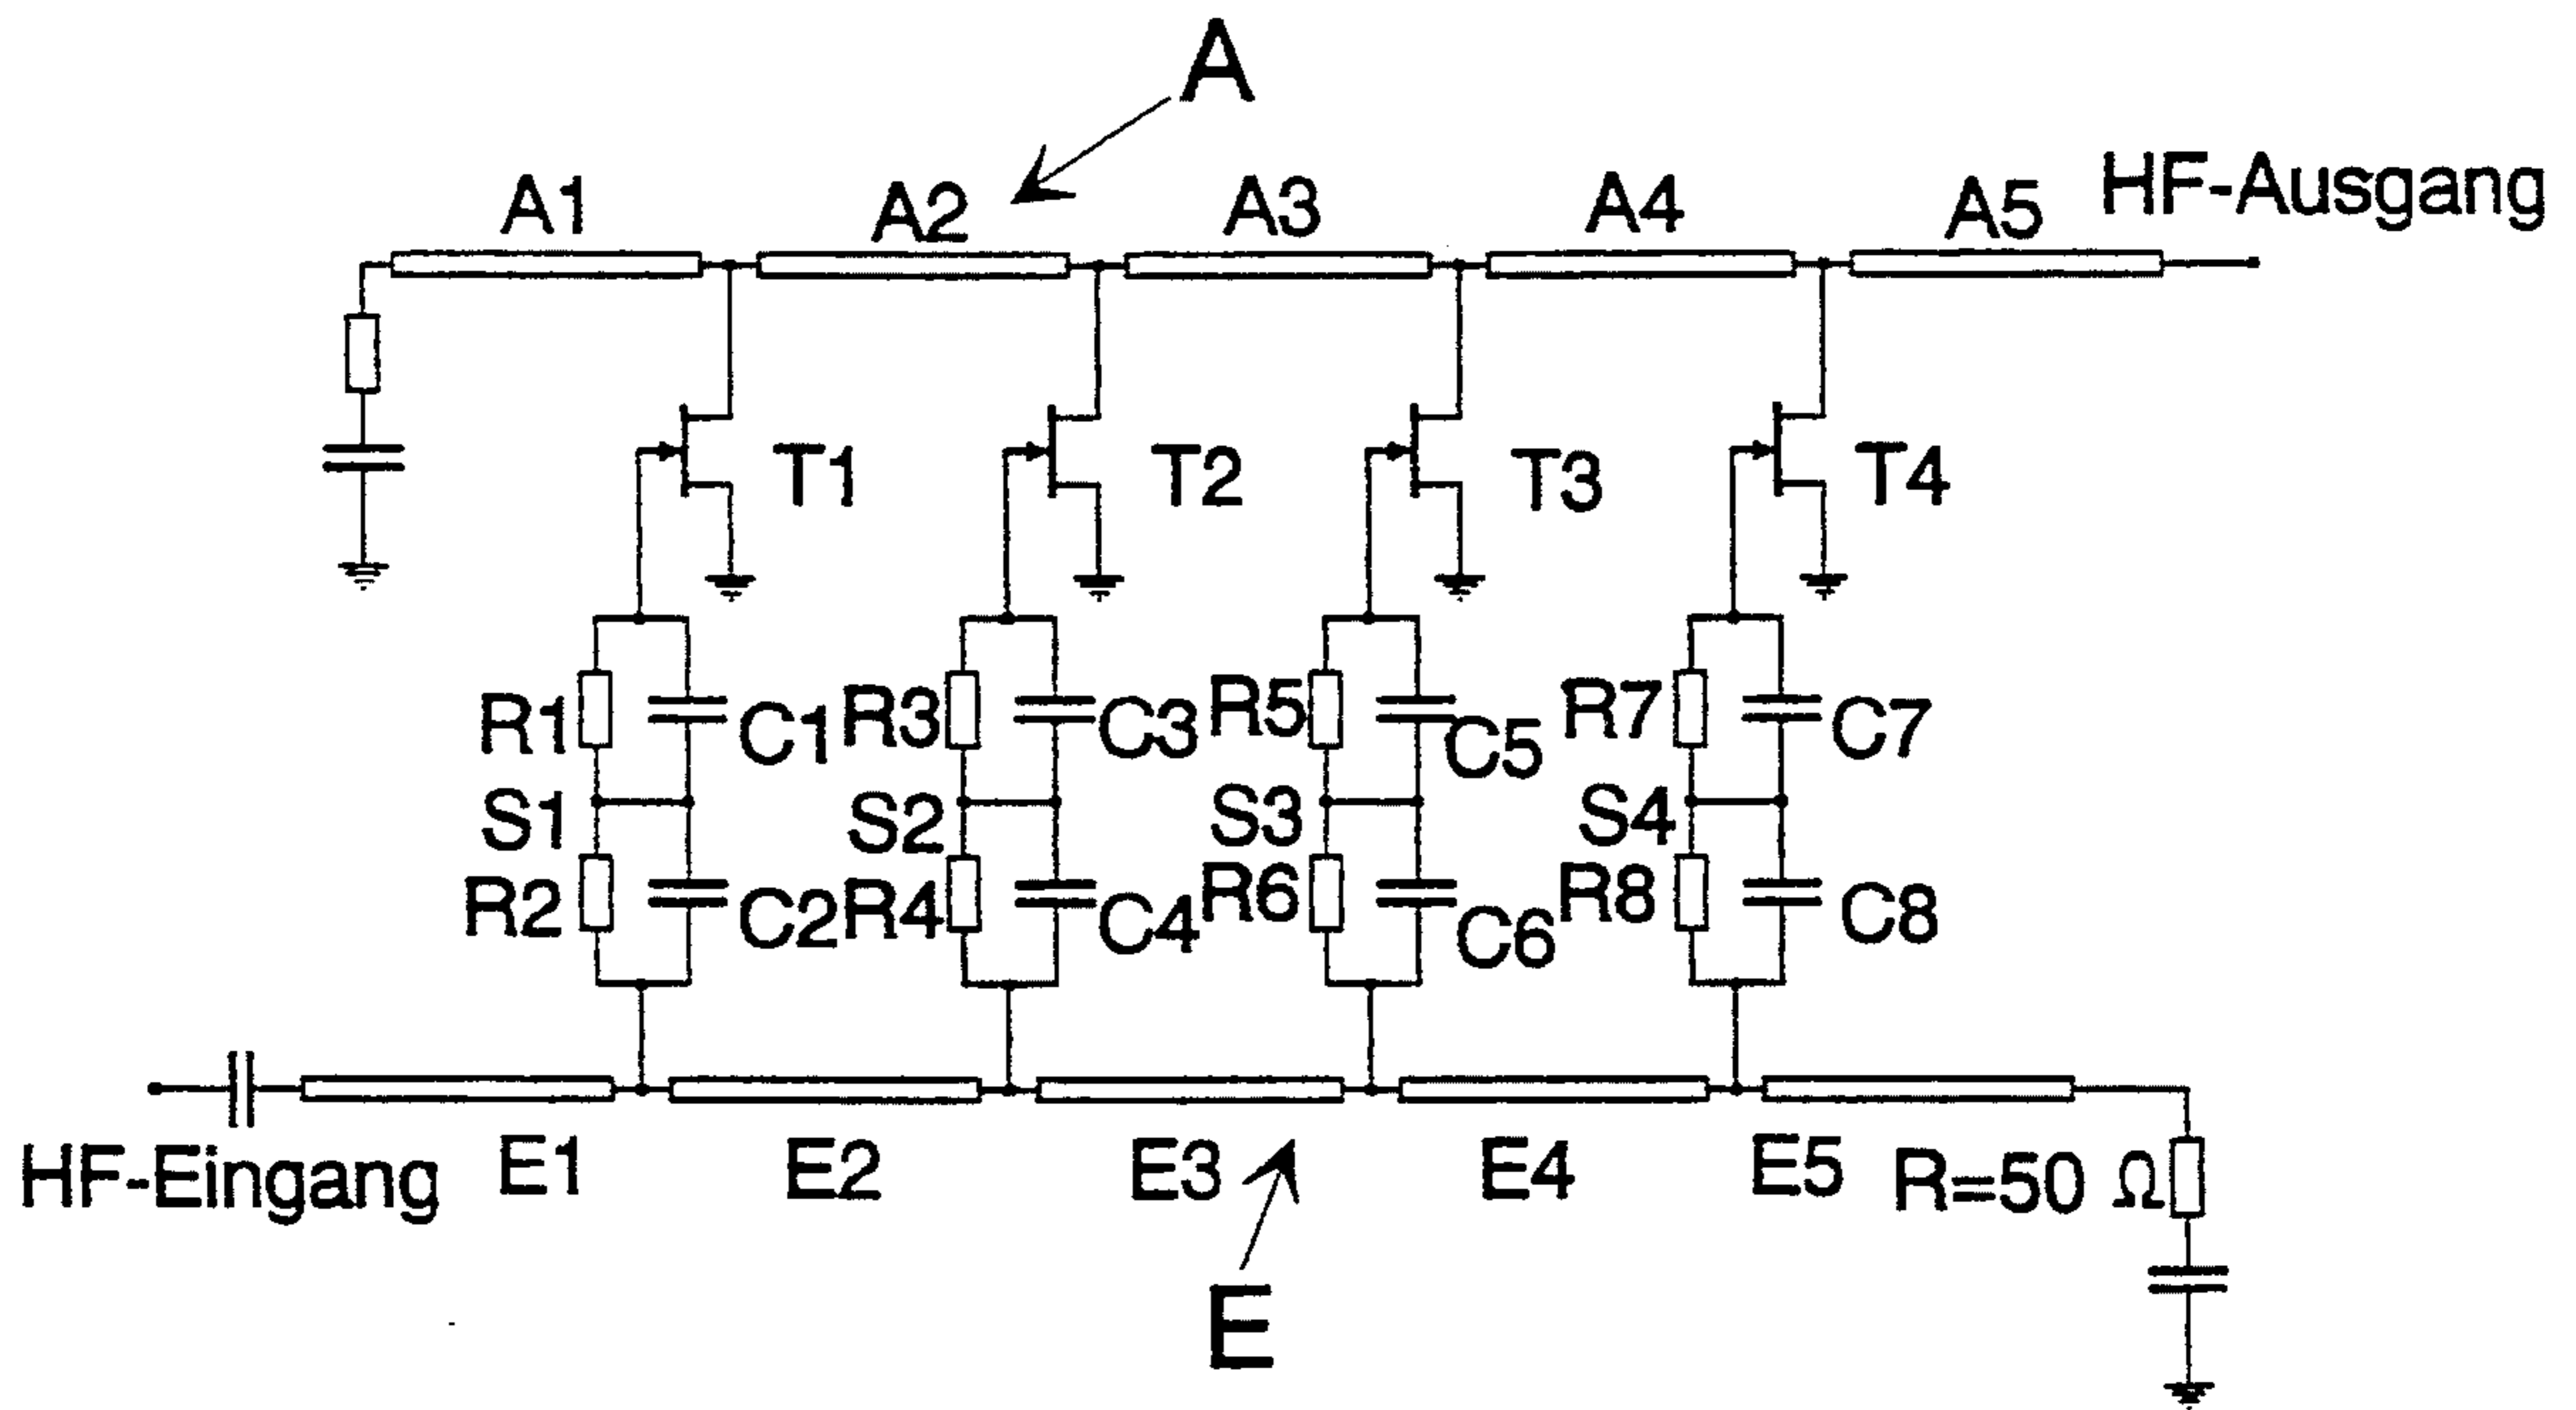 A
A1 A2 A3 A4 A5 HF-Ausgang
T1 T2 T3 T4
R1 C1 R3 C3 R5 C5 R7 C7
S1 S2 S3 S4
R2 C2 R4 C4 R6 C6 R8 C8
HF-Eingang E1 E2 E3 E4 E5 R=50 Ω
E